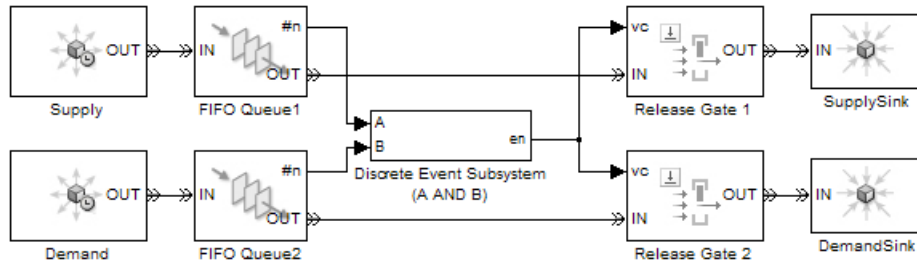 #n
#n
vc
OUT
IN
OUT
OUT
IN
OUT
IN
Supply
FIFO Queue1
Release Gate 1
SupplySink
A
B
en
Discrete Event Subsystem
(A AND B)
#n
vc
OUT
IN
OUT
IN
OUT
IN
Demand
FIFO Queue2
Release Gate 2
DemandSink